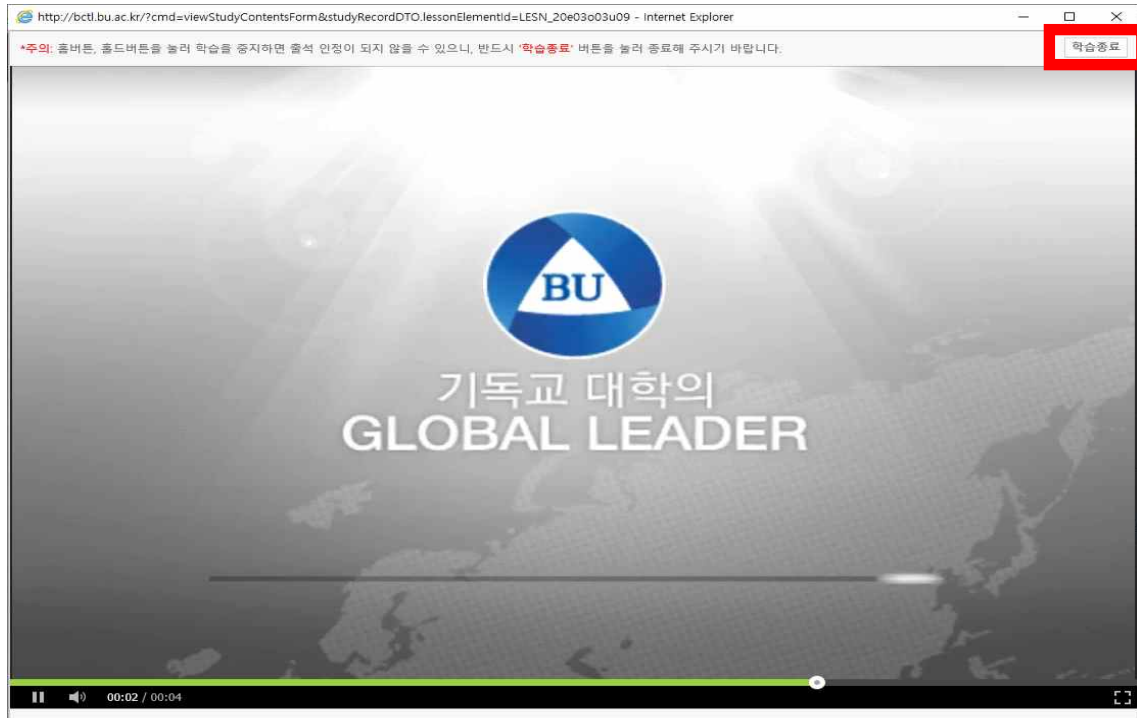 http://bctl.bu.ac.kr/?cmd=viewStudyContentsForm&studyRecordDTO.lessonElementId=LESN_20e03o03u09 - Internet Explorer
*주의: 홈버튼, 홀드버튼을 눌러 학습을 중지하면 출석 인정이 되지 않을 수 있으니, 반드시 '학습종료' 버튼을 눌러 종료해 주시기 바랍니다.
학습종료
BU
기독교 대학의
GLOBAL LEADER
00:02 / 00:04